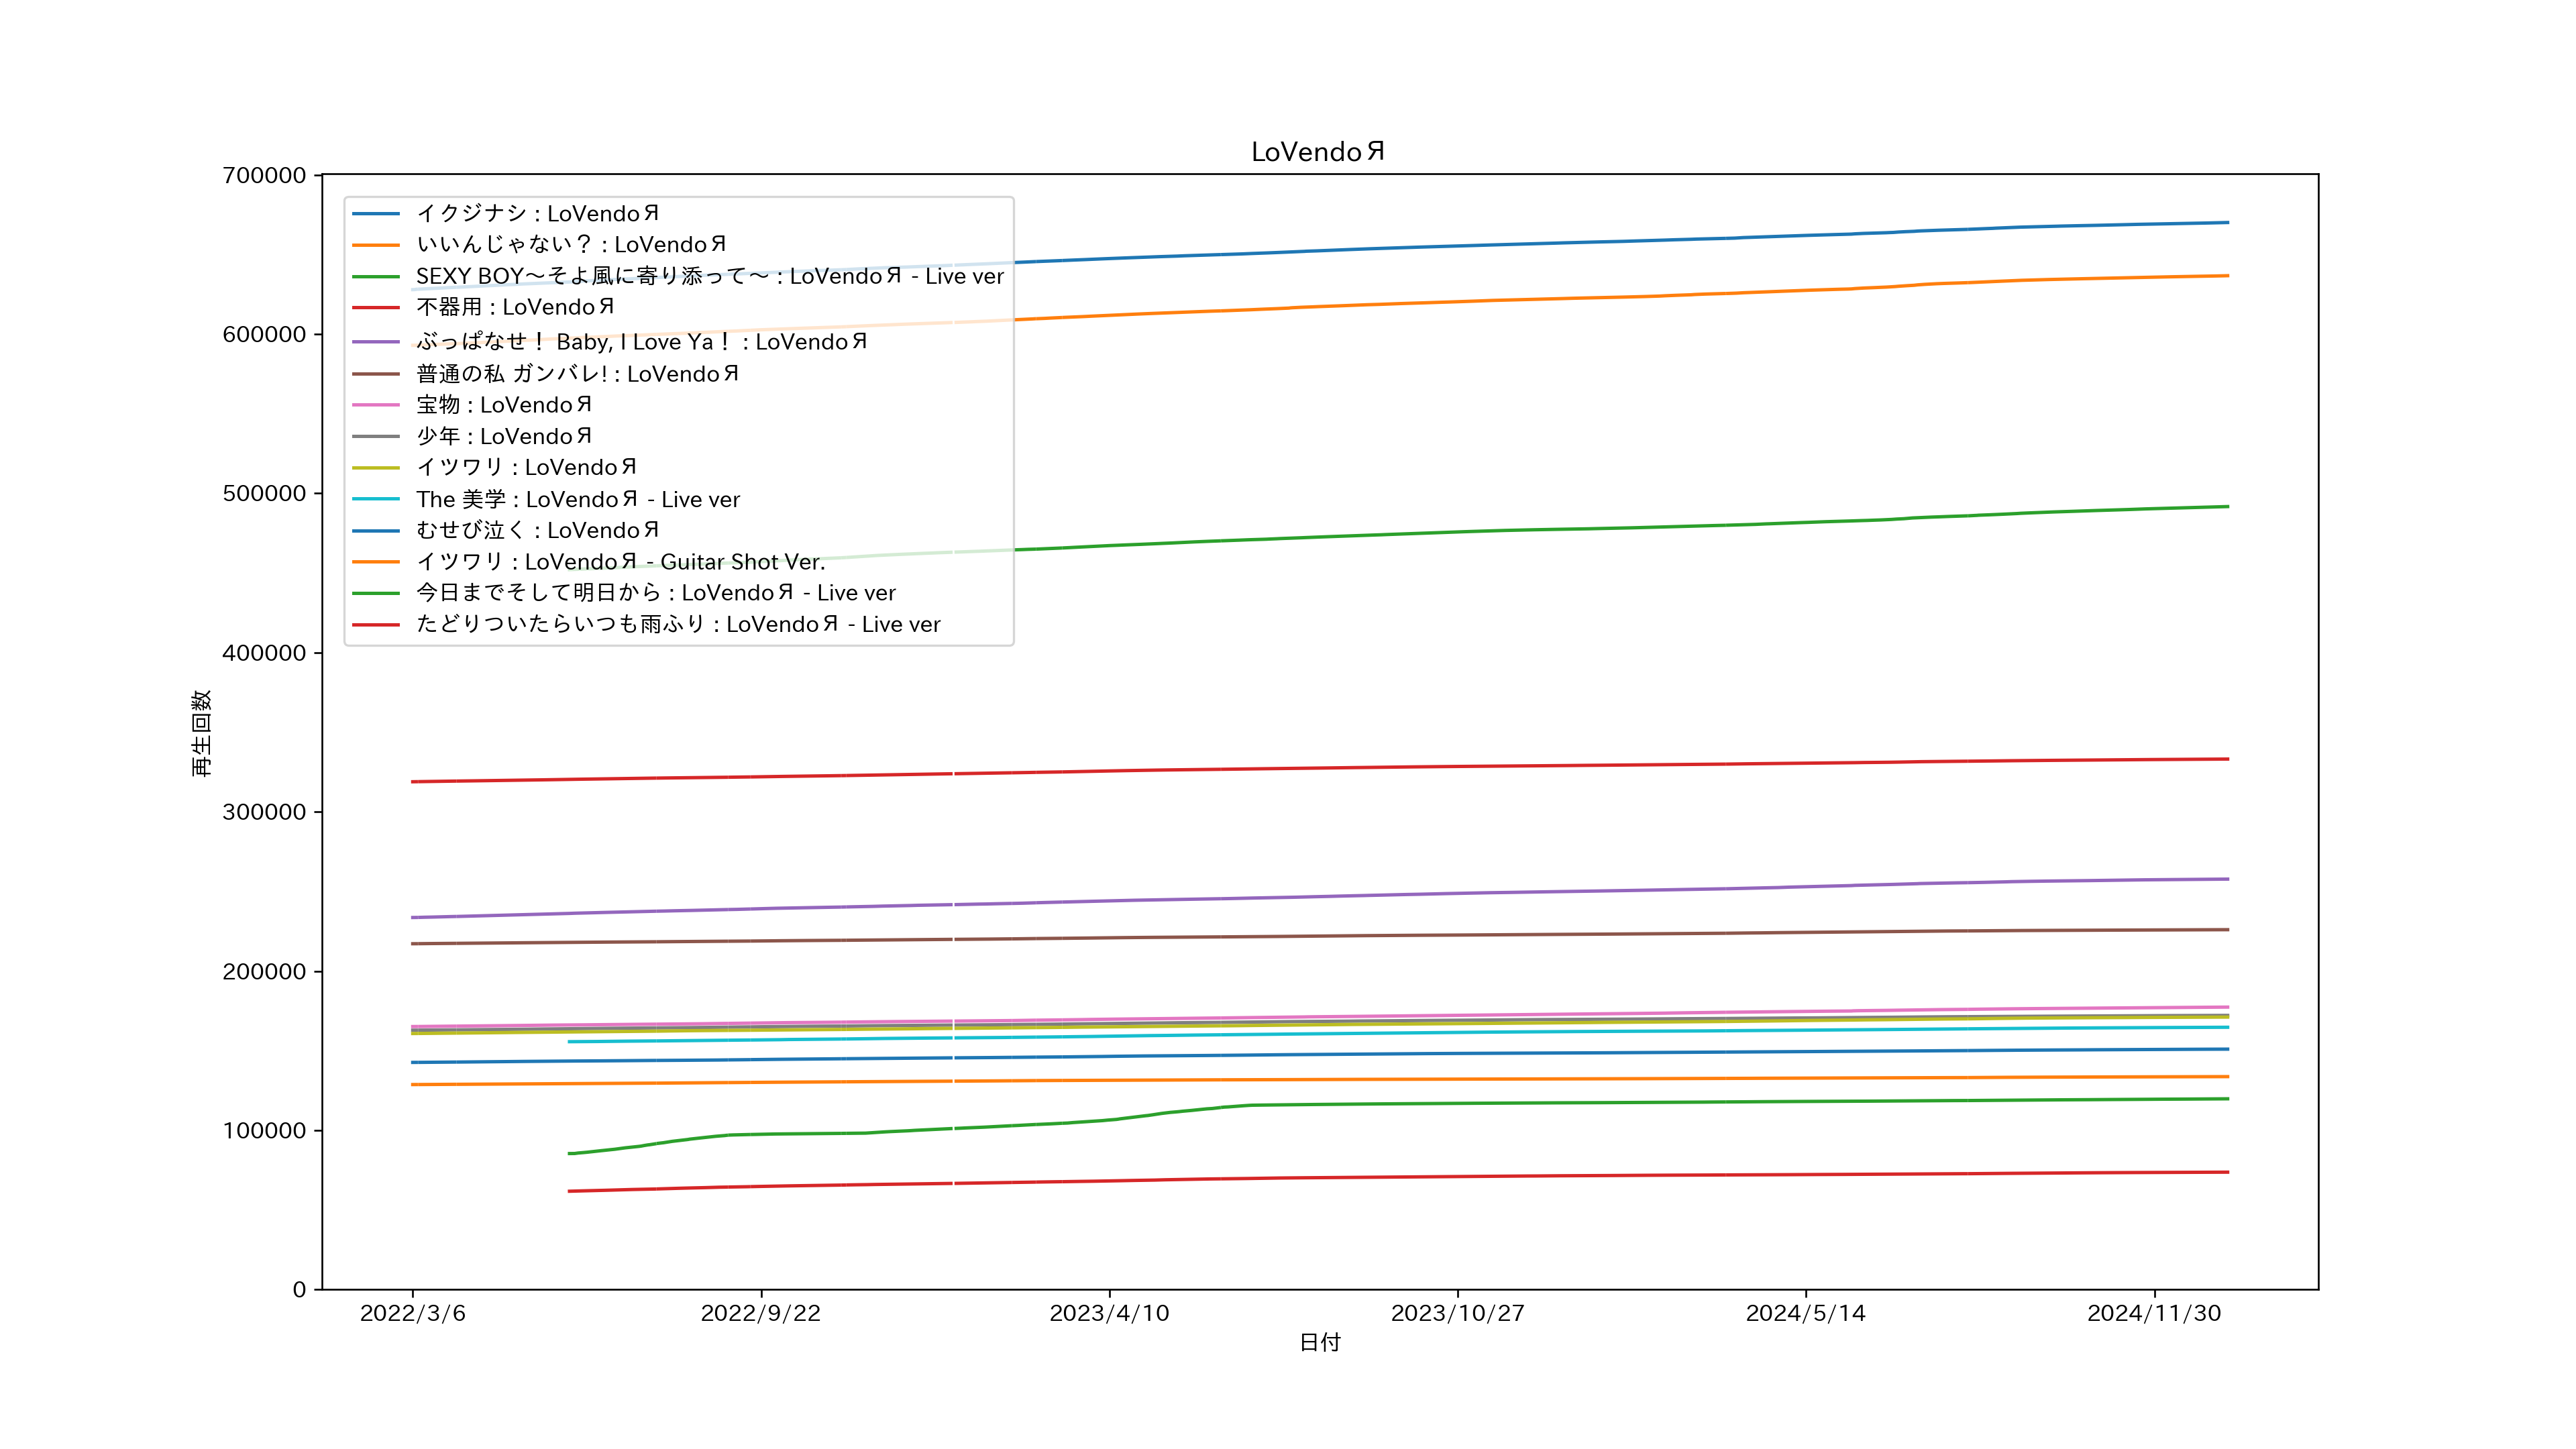 LoVendoЯ
700000
600000
500000
400000
300000
200000
100000
0
再生回数
イクジナシ : LoVendoЯ
いいんじゃない？ : LoVendoЯ
SEXY BOY〜そよ風に寄り添って〜 : LoVendoЯ - Live ver
不器用 : LoVendoЯ
ぶっぱなせ！ Baby, I Love Ya！ : LoVendoЯ
普通の私 ガンバレ! : LoVendoЯ
宝物 : LoVendoЯ
少年 : LoVendoЯ
イツワリ : LoVendoЯ
The 美学 : LoVendoЯ - Live ver
むせび泣く : LoVendoЯ
イツワリ : LoVendoЯ - Guitar Shot Ver.
今日までそして明日から : LoVendoЯ - Live ver
たどりついたらいつも雨ふり : LoVendoЯ - Live ver
2022/3/6 2022/9/22 2023/4/10 2023/10/27 2024/5/14 2024/11/30
日付